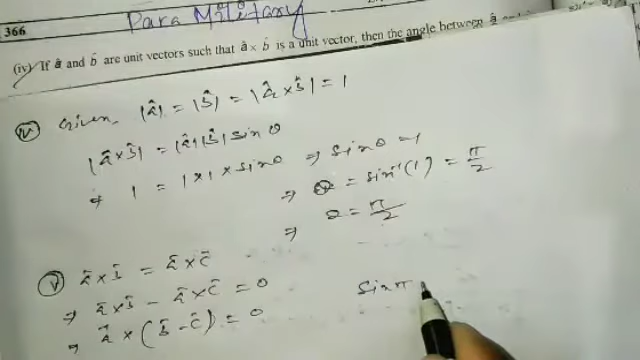 366
Para Military
(iv) If â and b̂ are unit vectors such that â × b̂ is a unit vector, then the angle between â
(iv) Given, |â| = |b̂| = |â × b̂| = 1
|â × b̂| = |â| |b̂| sin θ
⇒ 1 = 1 × 1 × sin θ ⇒ sin θ = 1
⇒ θ = sin⁻¹(1) = π/2
⇒ θ = π/2
(v) ā × b̄ = ā × c̄
⇒ ā × b̄ − ā × c̄ = 0
⇒ ā × (b̄ − c̄) = 0
sin π